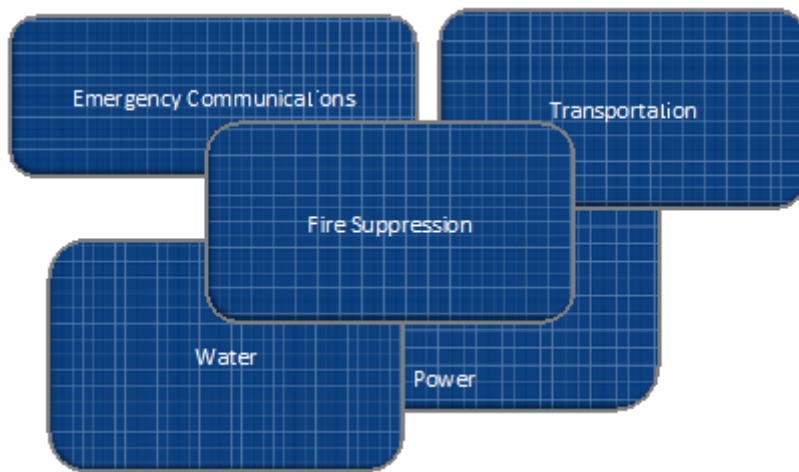 Emergency Communications
Transportation
Fire Suppression
Water
Power